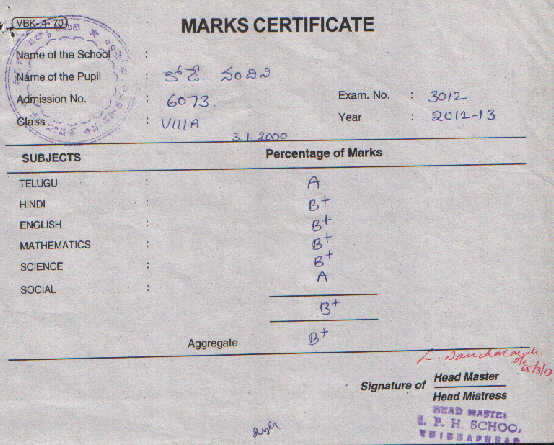 VBK-4-70
MARKS CERTIFICATE
Name of the School :
Name of the Pupil : కోడే నందిని
Admission No. : 6073. Exam. No. : 3012
Class : VIII A Year : 2012-13
3.1.2000
SUBJECTS Percentage of Marks
TELUGU : A
HINDI : B+
ENGLISH : B+
MATHEMATICS : B+
SCIENCE : B+
SOCIAL : A
B+
Aggregate B+
Signature of Head Master
Head Mistress
HEAD MASTER
P. H. SCHOO,